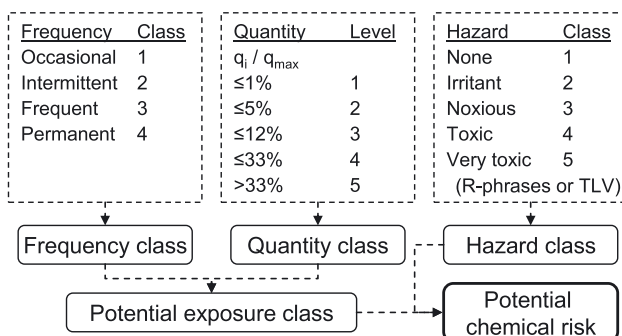 Frequency Class
Occasional 1
Intermittent 2
Frequent 3
Permanent 4
Quantity Level
qi / qmax
≤1% 1
≤5% 2
≤12% 3
≤33% 4
>33% 5
Hazard Class
None 1
Irritant 2
Noxious 3
Toxic 4
Very toxic 5
(R-phrases or TLV)
Frequency class
Quantity class
Hazard class
Potential exposure class
Potential
chemical risk